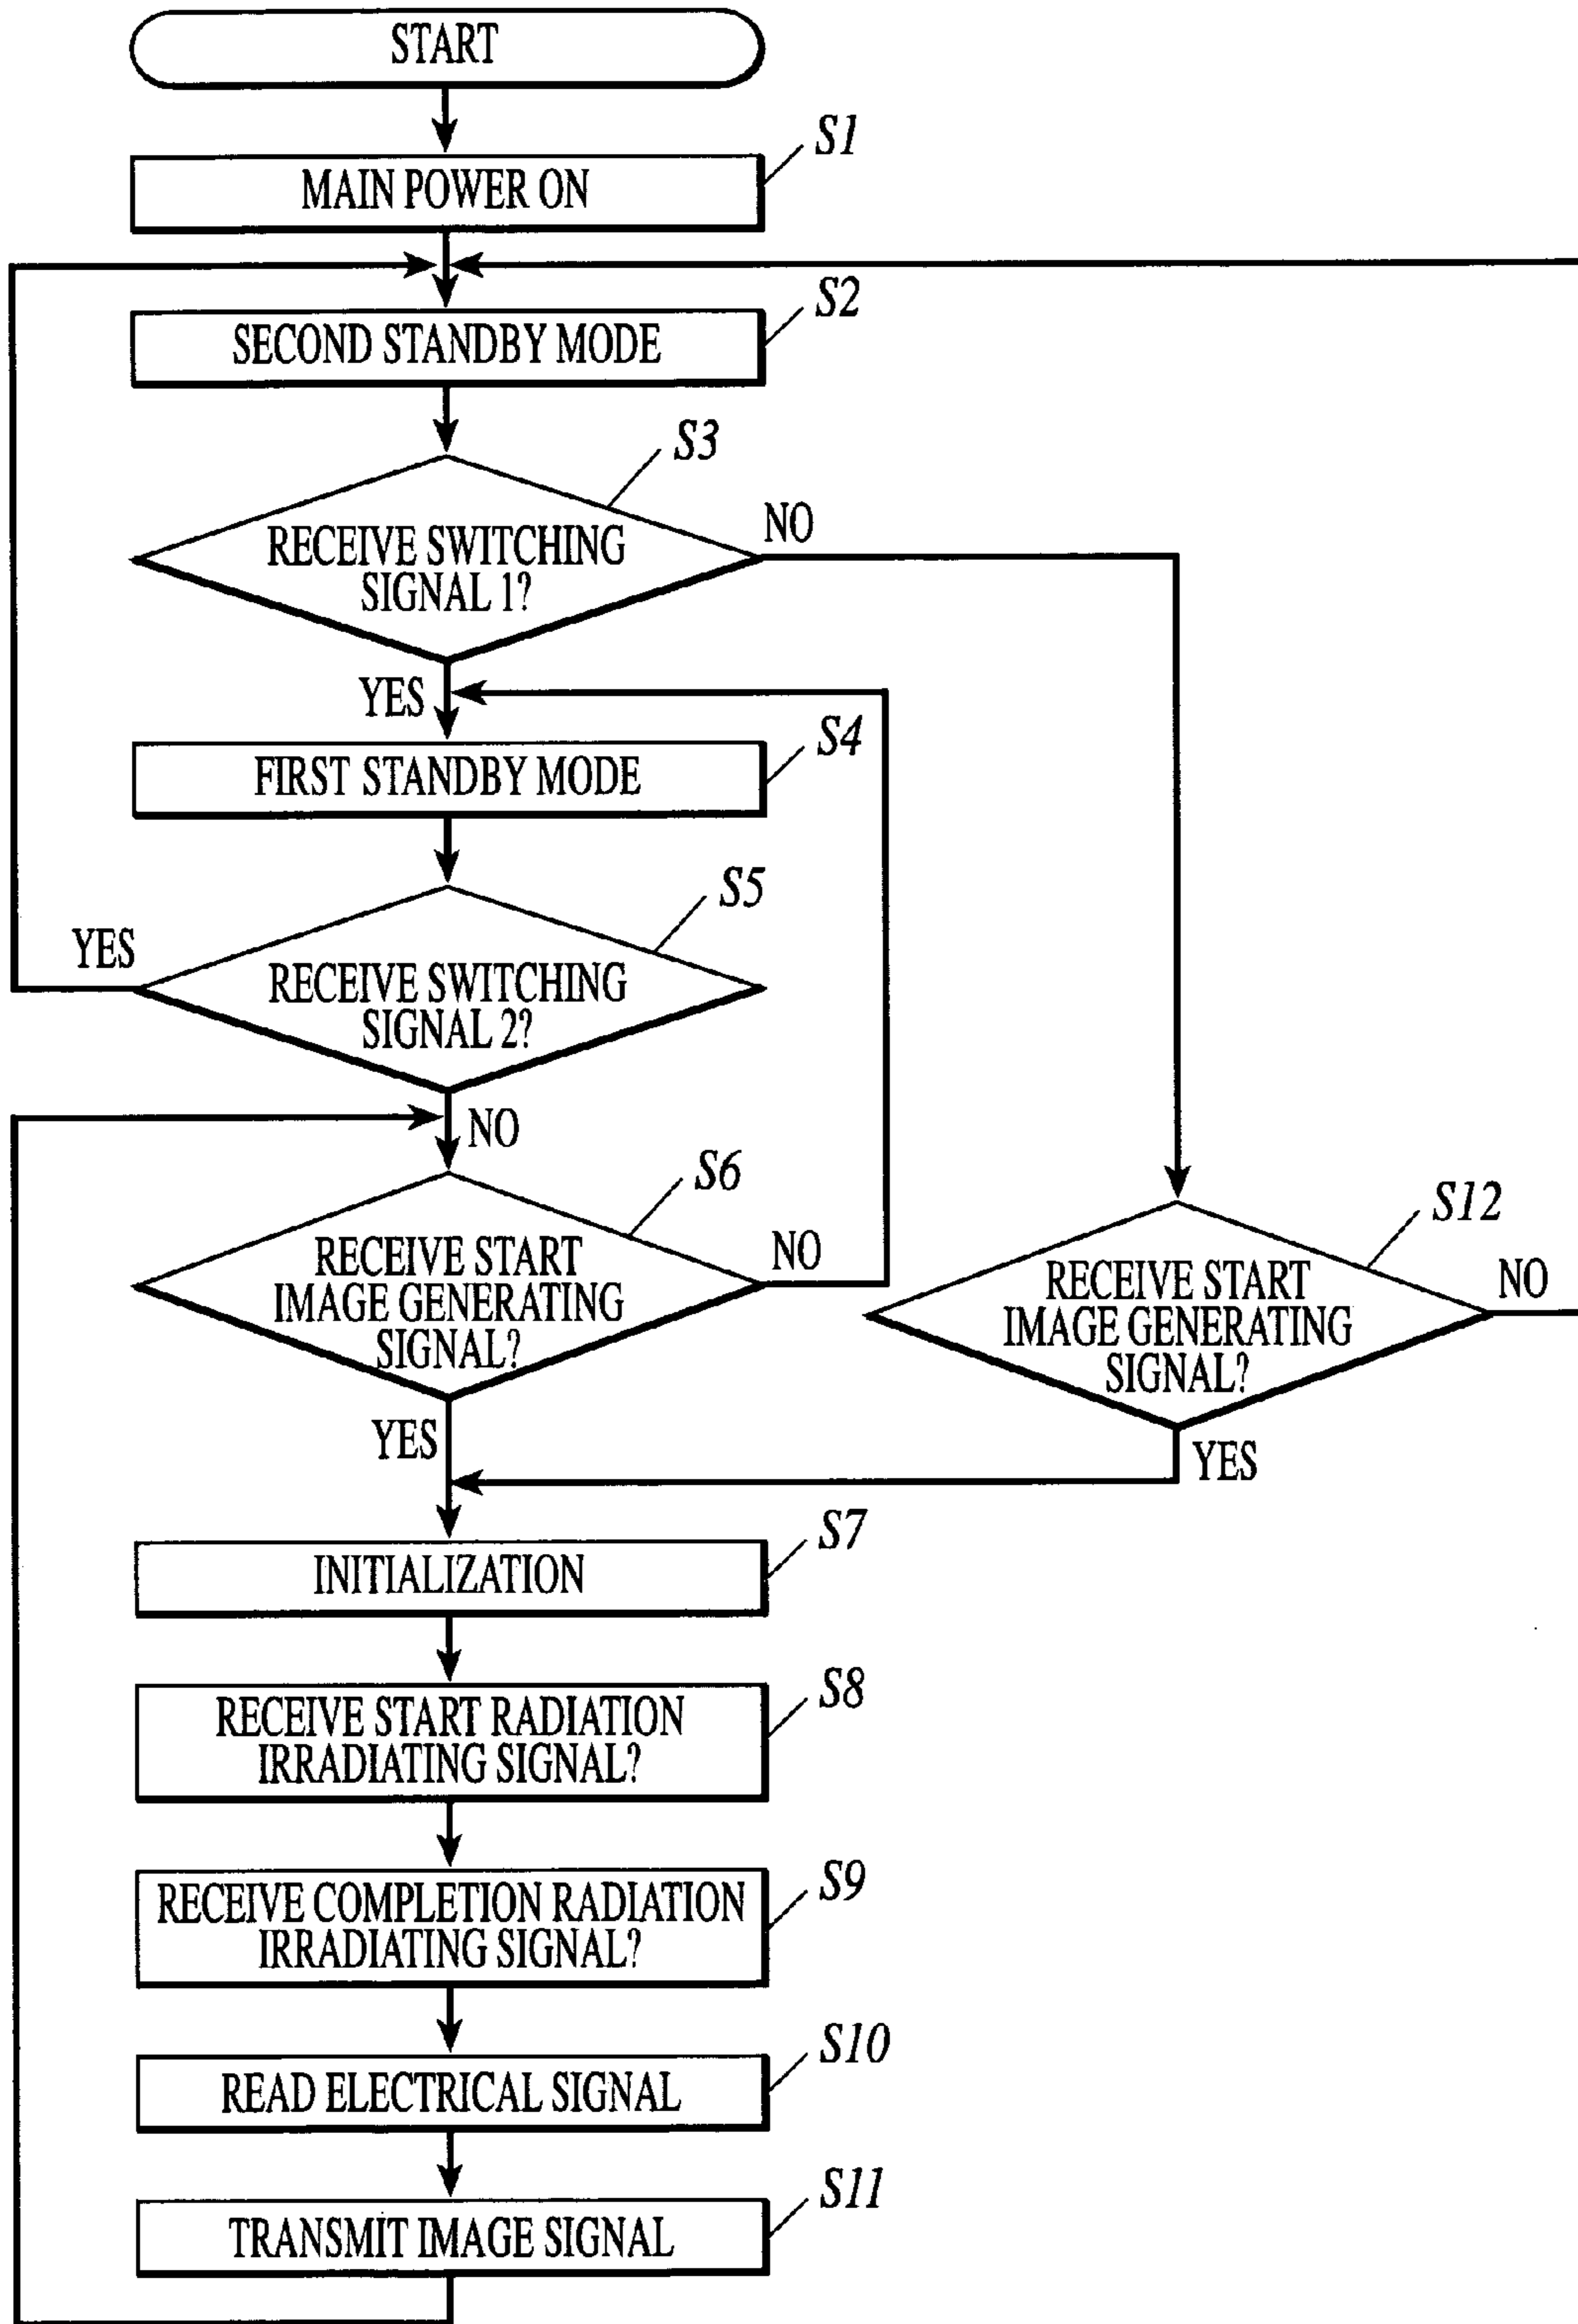 START
S1
MAIN POWER ON
S2
SECOND STANDBY MODE
S3
NO
RECEIVE SWITCHING
SIGNAL 1?
YES
S4
FIRST STANDBY MODE
S5
YES
RECEIVE SWITCHING
SIGNAL 2?
NO
S6
NO
RECEIVE START
IMAGE GENERATING
SIGNAL?
YES
S12
NO
RECEIVE START
IMAGE GENERATING
SIGNAL?
YES
S7
INITIALIZATION
S8
RECEIVE START RADIATION
IRRADIATING SIGNAL?
S9
RECEIVE COMPLETION RADIATION
IRRADIATING SIGNAL?
S10
READ ELECTRICAL SIGNAL
S11
TRANSMIT IMAGE SIGNAL